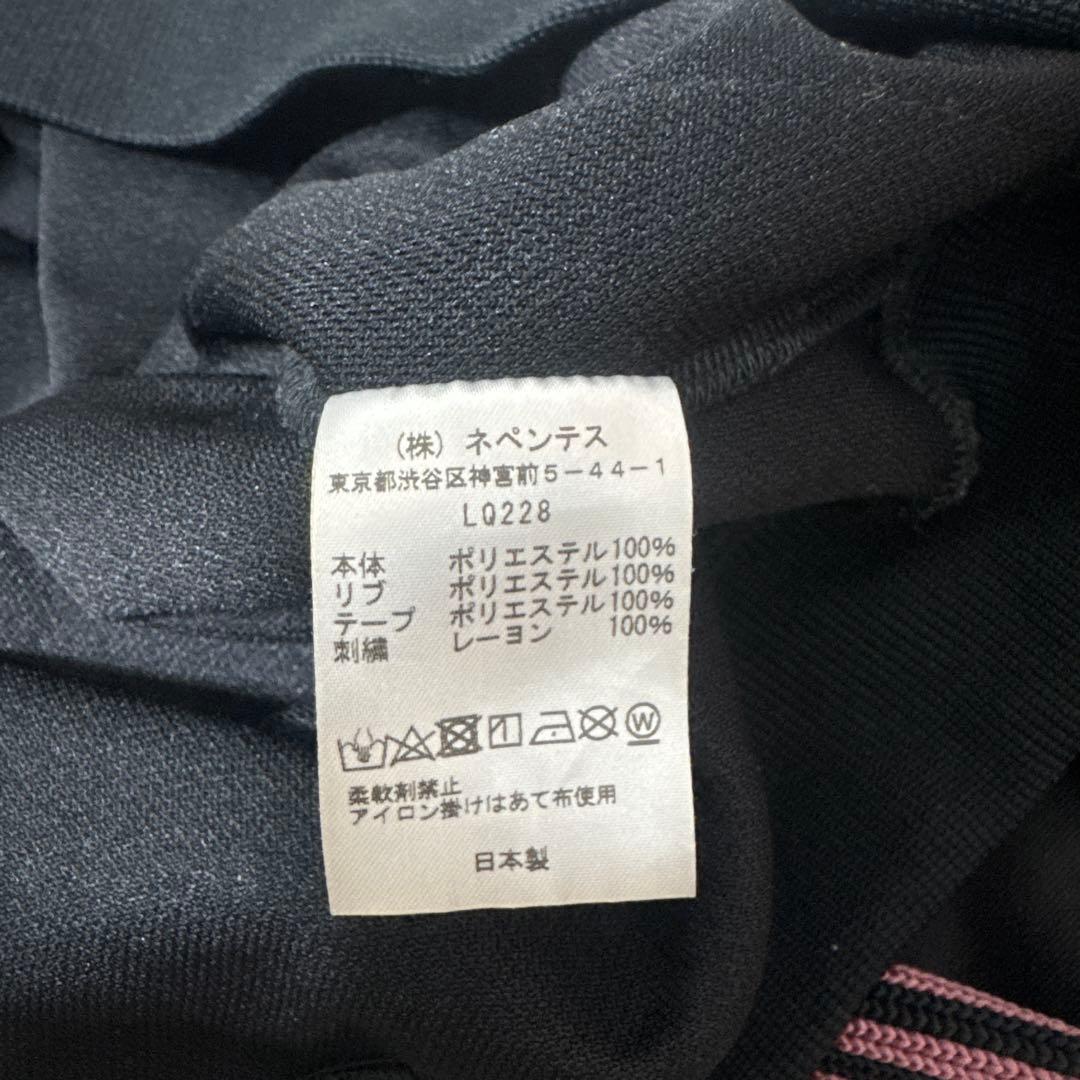 (株) ネペンテス
東京都渋谷区神宮前5-44-1
LQ228
本体 ポリエステル100%
リブ ポリエステル100%
テープ ポリエステル100%
刺繍 レーヨン 100%
W
柔軟剤禁止
アイロン掛けはあて布使用
日本製